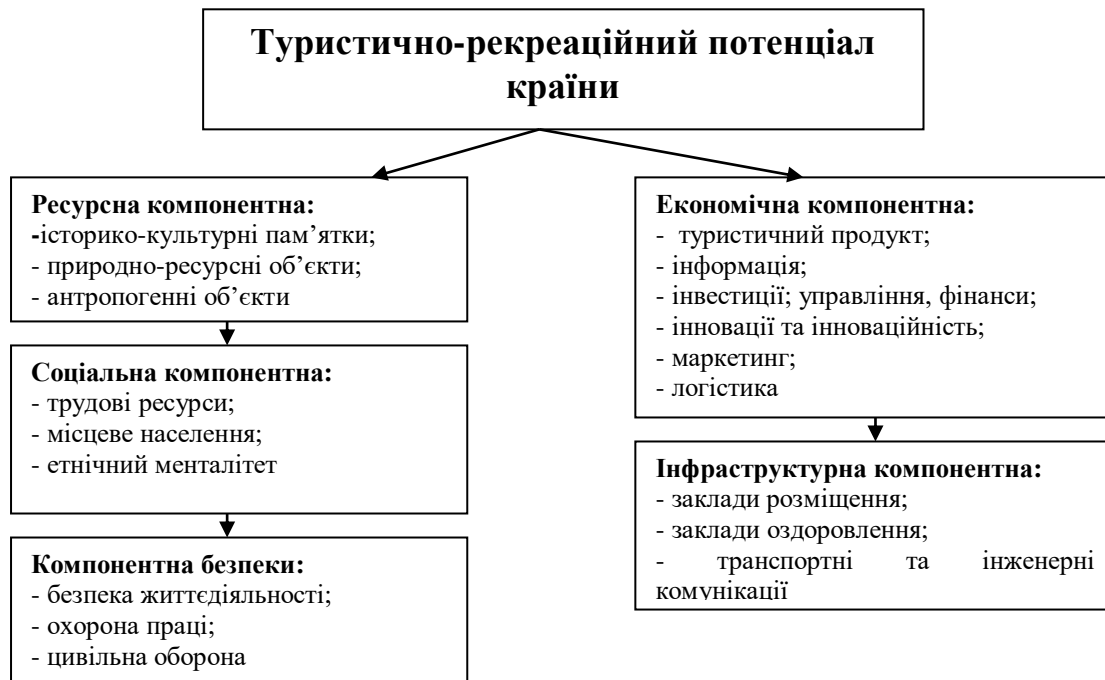 Туристично-рекреаційний потенціал
країни
Ресурсна компонентна:
-історико-культурні пам’ятки;
- природно-ресурсні об’єкти;
- антропогенні об’єкти
Соціальна компонентна:
- трудові ресурси;
- місцеве населення;
- етнічний менталітет
Компонентна безпеки:
- безпека життєдіяльності;
- охорона праці;
- цивільна оборона
Економічна компонентна:
- туристичний продукт;
- інформація;
- інвестиції; управління, фінанси;
- інновації та інноваційність;
- маркетинг;
- логістика
Інфраструктурна компонентна:
- заклади розміщення;
- заклади оздоровлення;
- транспортні та інженерні
комунікації